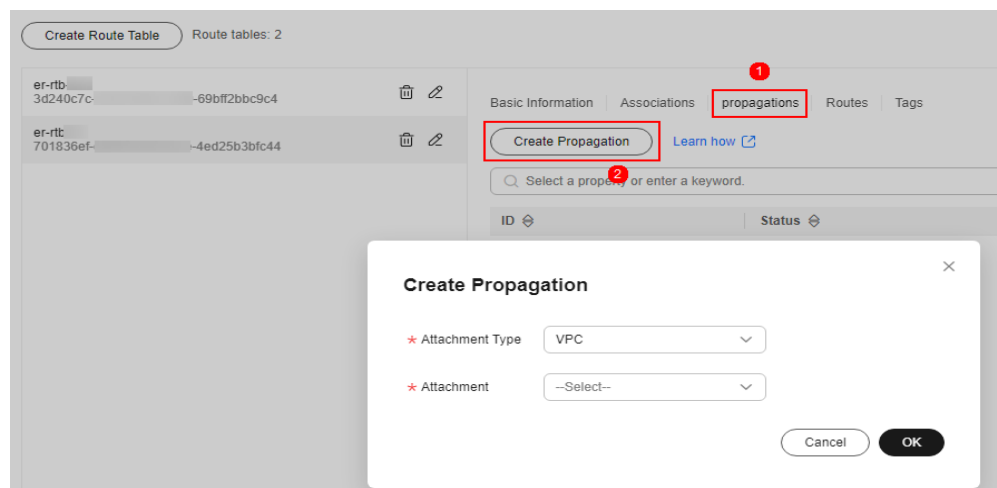 Create Route Table Route tables: 2
1
er-rtb-
3d240c7c- -69bff2bbc9c4
Basic Information Associations propagations Routes Tags
er-rtb
701836ef- -4ed25b3bfc44
Create Propagation Learn how
2
Select a property or enter a keyword.
ID Status
Create Propagation
* Attachment Type VPC
* Attachment --Select--
Cancel OK